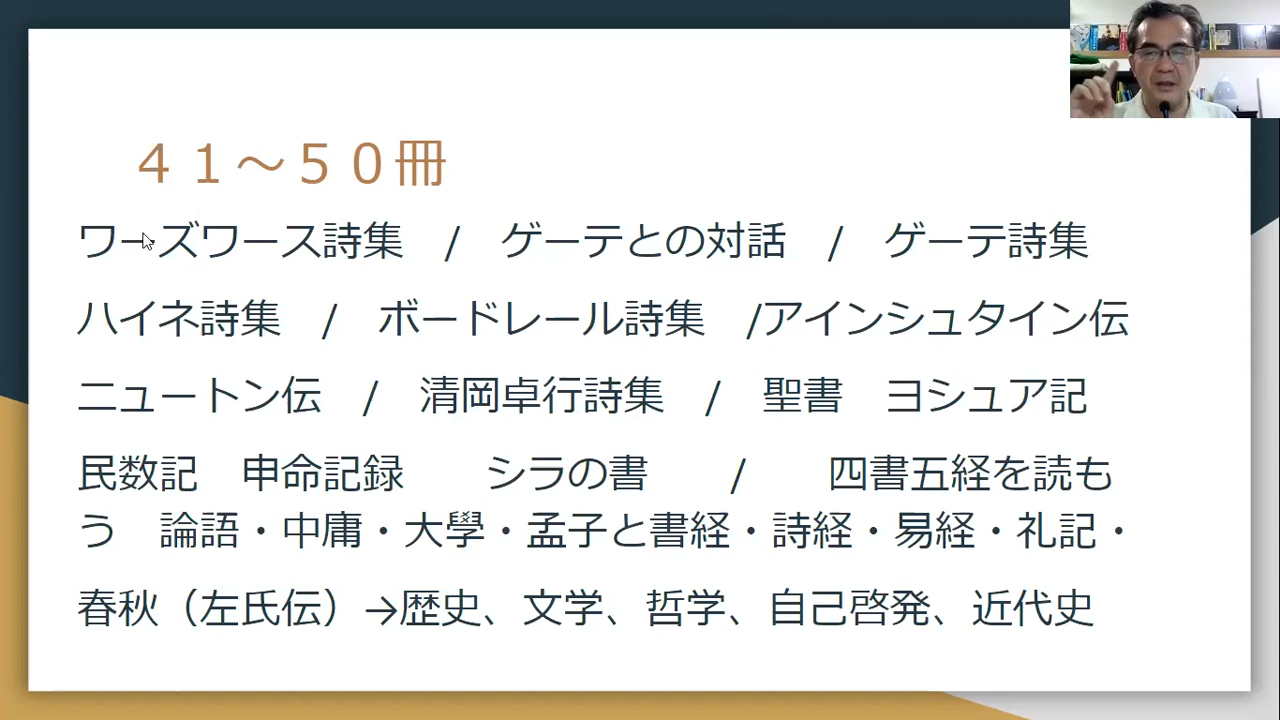 ４１～５０冊
ワーズワース詩集　/　ゲーテとの対話　/　ゲーテ詩集
ハイネ詩集　/　ボードレール詩集　/アインシュタイン伝
ニュートン伝　/　清岡卓行詩集　/　聖書　ヨシュア記
民数記　申命記録　　シラの書　　/　　四書五経を読も
う　論語・中庸・大學・孟子と書経・詩経・易経・礼記・
春秋（左氏伝）→歴史、文学、哲学、自己啓発、近代史